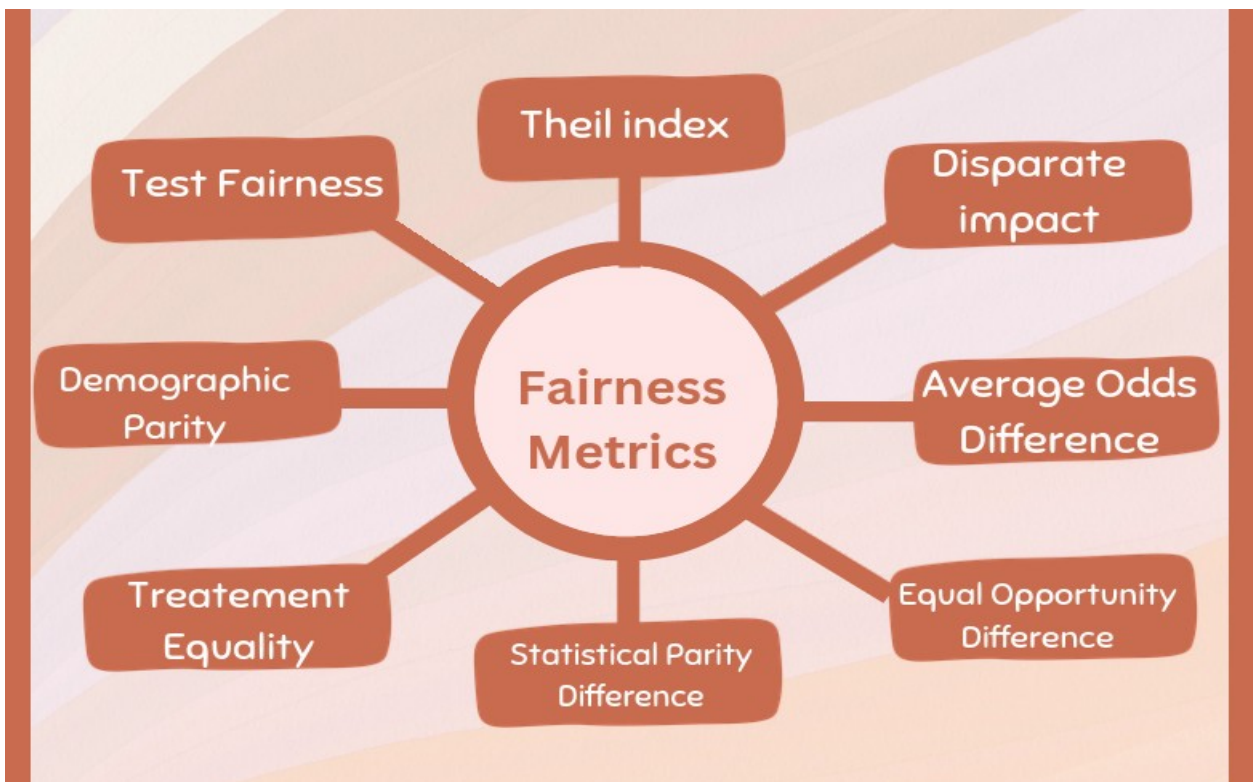 Theil index
Test Fairness
Disparate
impact
Demographic
Parity
Fairness
Metrics
Average Odds
Difference
Treatement
Equality
Statistical Parity
Difference
Equal Opportunity
Difference